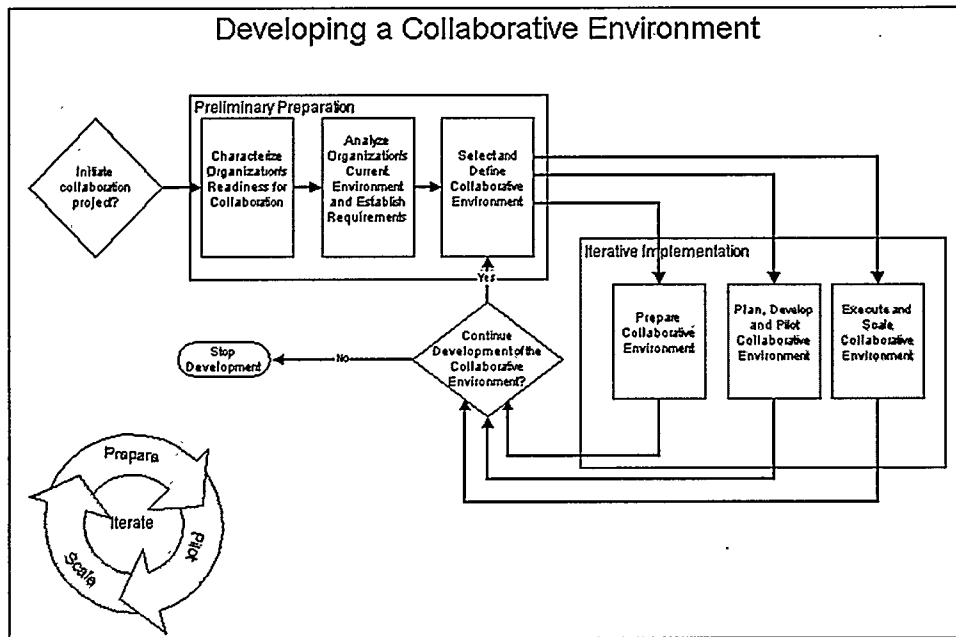 Developing a Collaborative Environment
Preliminary Preparation
Initiate
collaboration
project?
Characterize
Organization's
Readiness for
Collaboration
Analyze
Organization's
Current
Environment
and Establish
Requirements
Select and
Define
Collaborative
Environment
Iterative Implementation
Yes
Prepare
Collaborative
Environment
Plan, Develop
and Pilot
Collaborative
Environment
Execute and
Scale
Collaborative
Environment
Continue
Development of the
Collaborative
Environment?
No
Stop
Development
Prepare
Iterate
Pilot
Scale